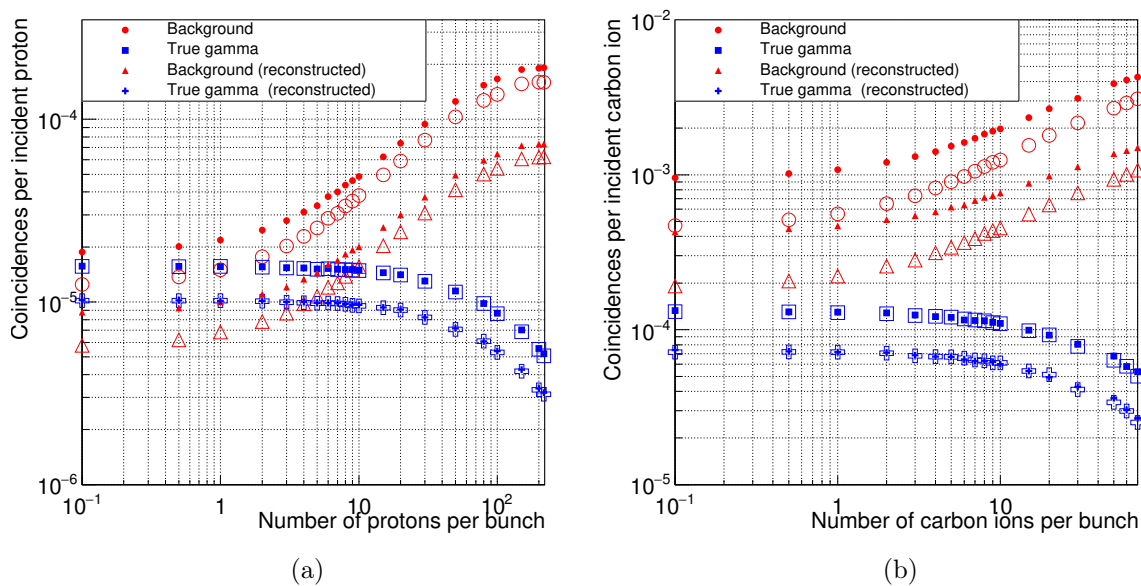 Background
True gamma
Background (reconstructed)
True gamma  (reconstructed)
Coincidences per incident proton
10⁻⁴
10⁻⁵
10⁻⁶
10⁻¹ 1 10 10²
Number of protons per bunch
(a)
Background
True gamma
Background (reconstructed)
True gamma  (reconstructed)
Coincidences per incident carbon ion
10⁻²
10⁻³
10⁻⁴
10⁻⁵
10⁻¹ 1 10
Number of carbon ions per bunch
(b)